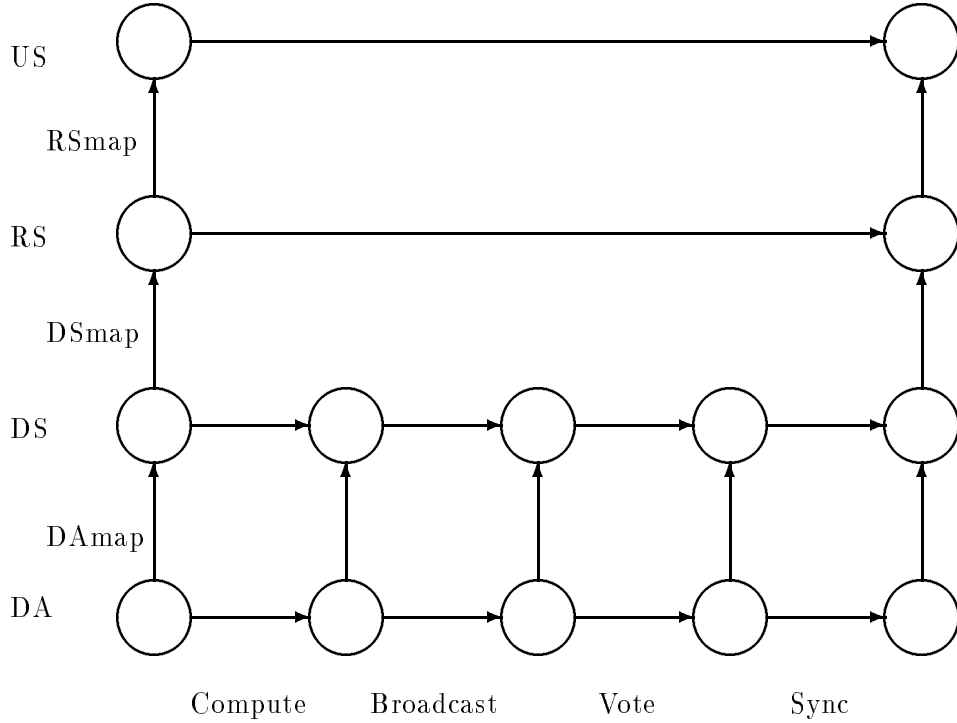 US
RSmap
RS
DSmap
DS
DAmap
DA
Compute Broadcast Vote Sync